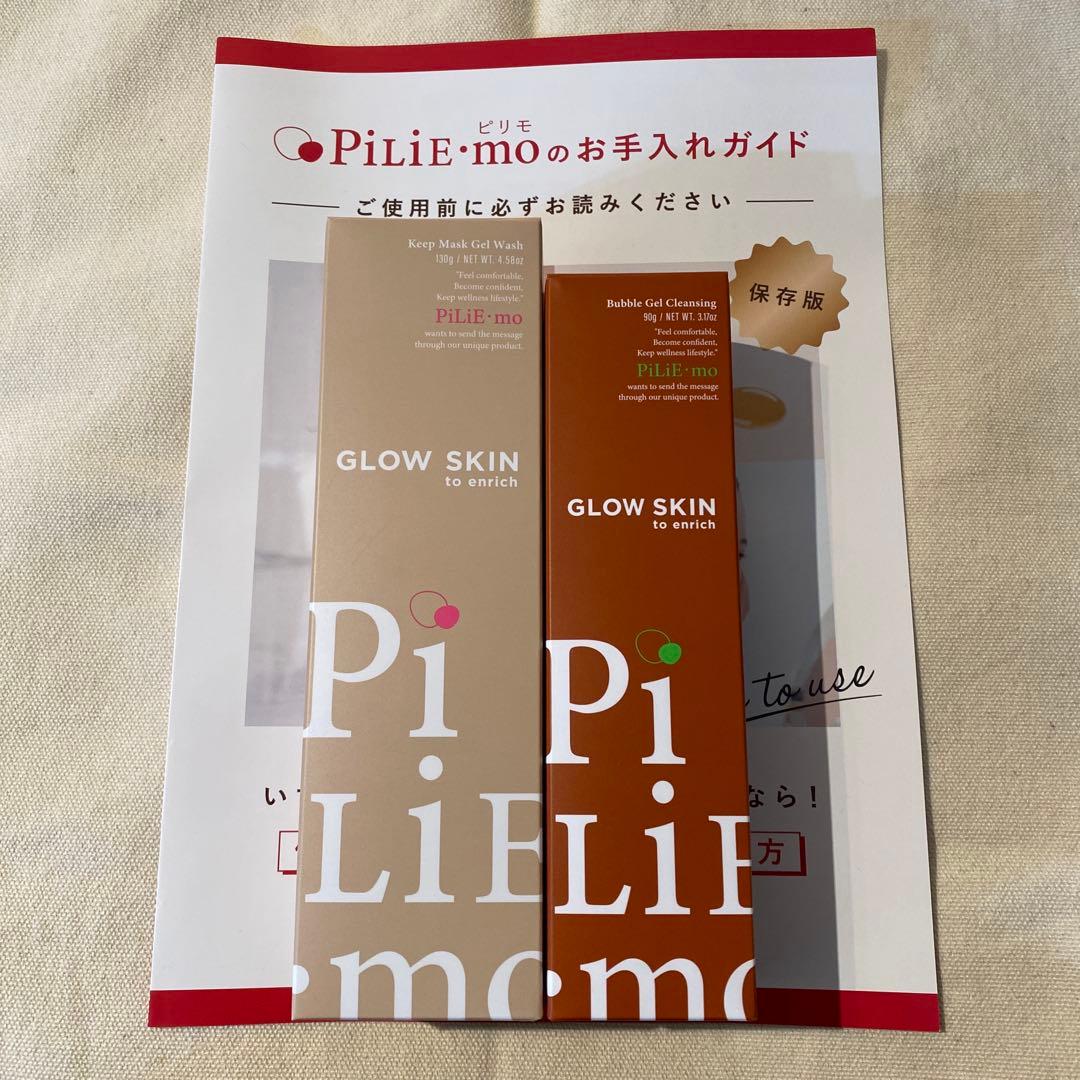 ピリモ
PiLiE・moのお手入れガイド
ご使用前に必ずお読みください
保存版
Keep Mask Gel Wash
130g / NET WT. 4.58oz
"Feel comfortable,
Become confident,
Keep wellness lifestyle."
PiLiE・mo
wants to send the message
through our unique product.
GLOW SKIN
to enrich
Pi
LiE
・mo
Bubble Gel Cleansing
90g / NET WT. 3.17oz
"Feel comfortable,
Become confident,
Keep wellness lifestyle."
PiLiE・mo
wants to send the message
through our unique product.
GLOW SKIN
to enrich
Pi
LiE
・mo
to use
い
なら!
方